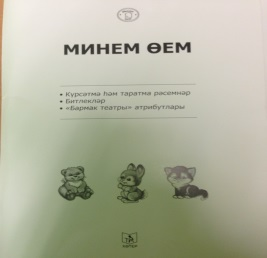 МИНЕМ ӨЕМ
• Күрсәтмә һәм таратма рәсемнәр
• Битлекләр
• «Бармак театры» атрибутлары